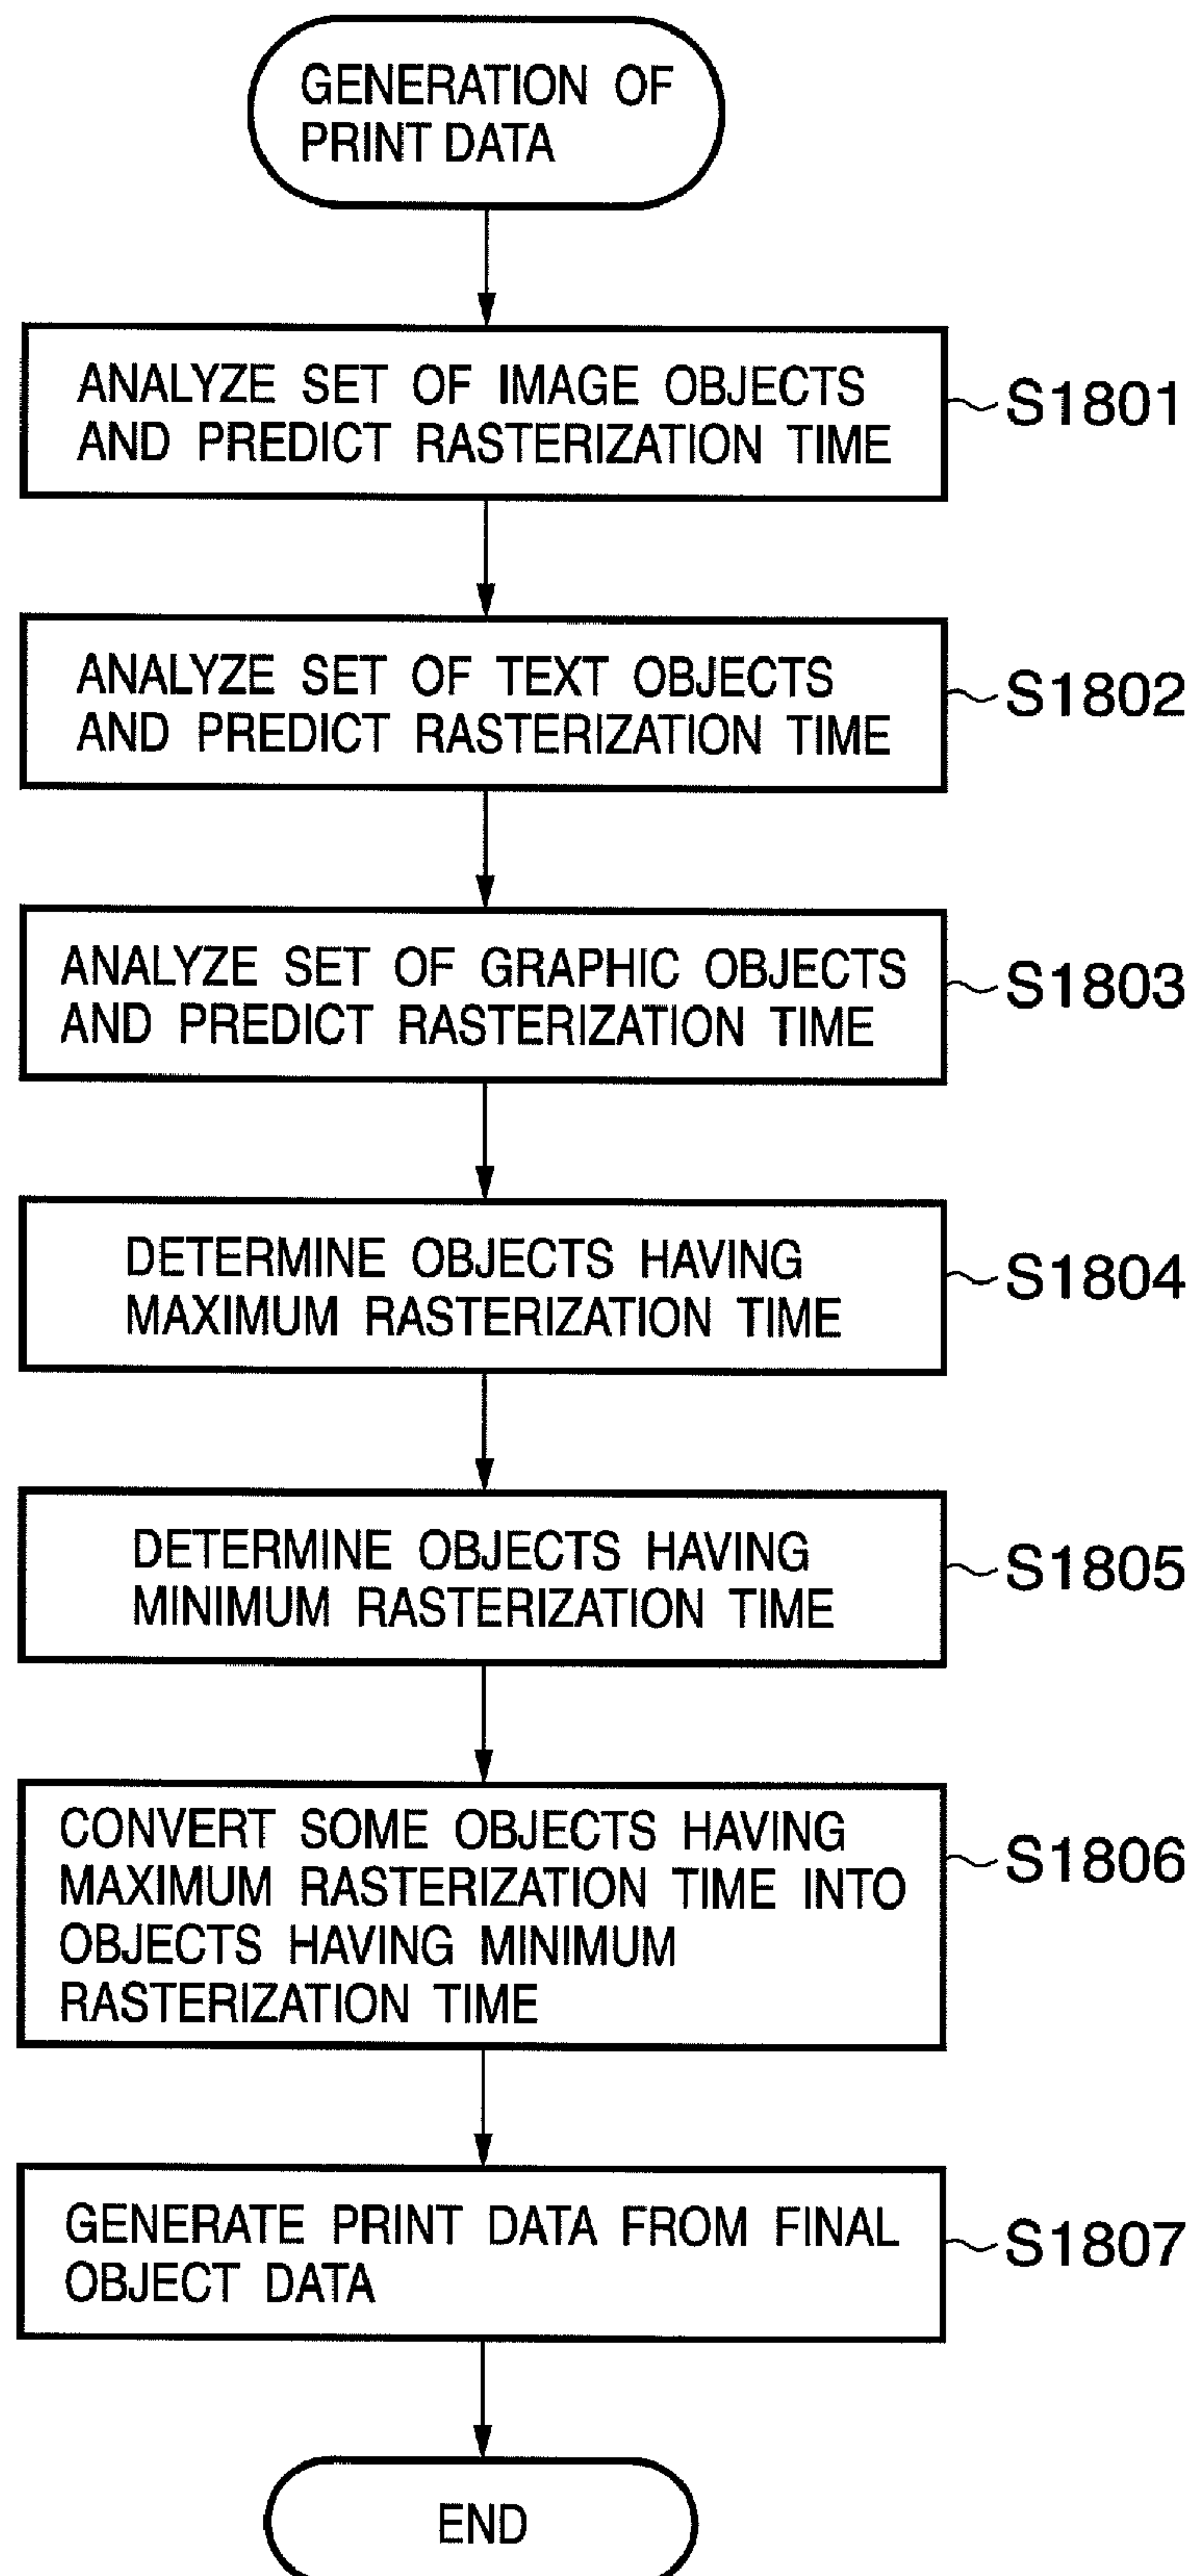 GENERATION OF
PRINT DATA
ANALYZE SET OF IMAGE OBJECTS
AND PREDICT RASTERIZATION TIME
S1801
ANALYZE SET OF TEXT OBJECTS
AND PREDICT RASTERIZATION TIME
S1802
ANALYZE SET OF GRAPHIC OBJECTS
AND PREDICT RASTERIZATION TIME
S1803
DETERMINE OBJECTS HAVING
MAXIMUM RASTERIZATION TIME
S1804
DETERMINE OBJECTS HAVING
MINIMUM RASTERIZATION TIME
S1805
CONVERT SOME OBJECTS HAVING
MAXIMUM RASTERIZATION TIME INTO
OBJECTS HAVING MINIMUM
RASTERIZATION TIME
S1806
GENERATE PRINT DATA FROM FINAL
OBJECT DATA
S1807
END